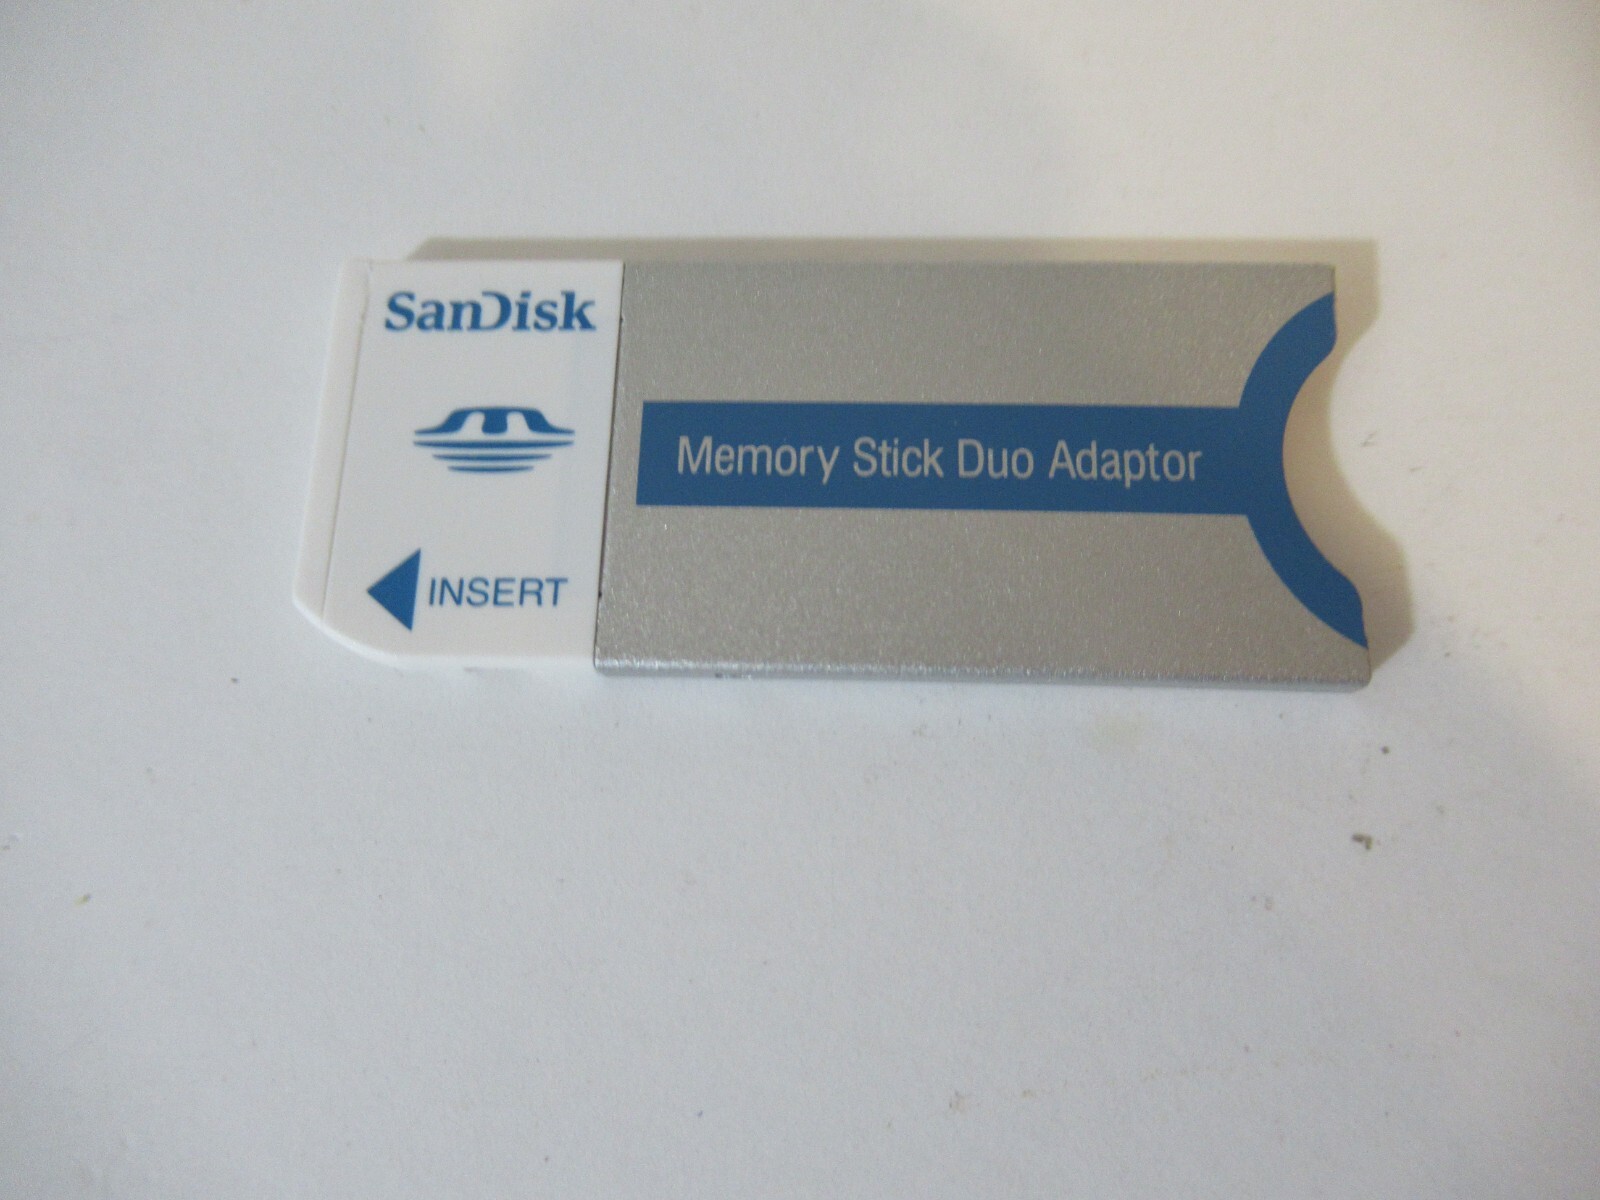 SanDisk
INSERT
Memory Stick Duo Adaptor